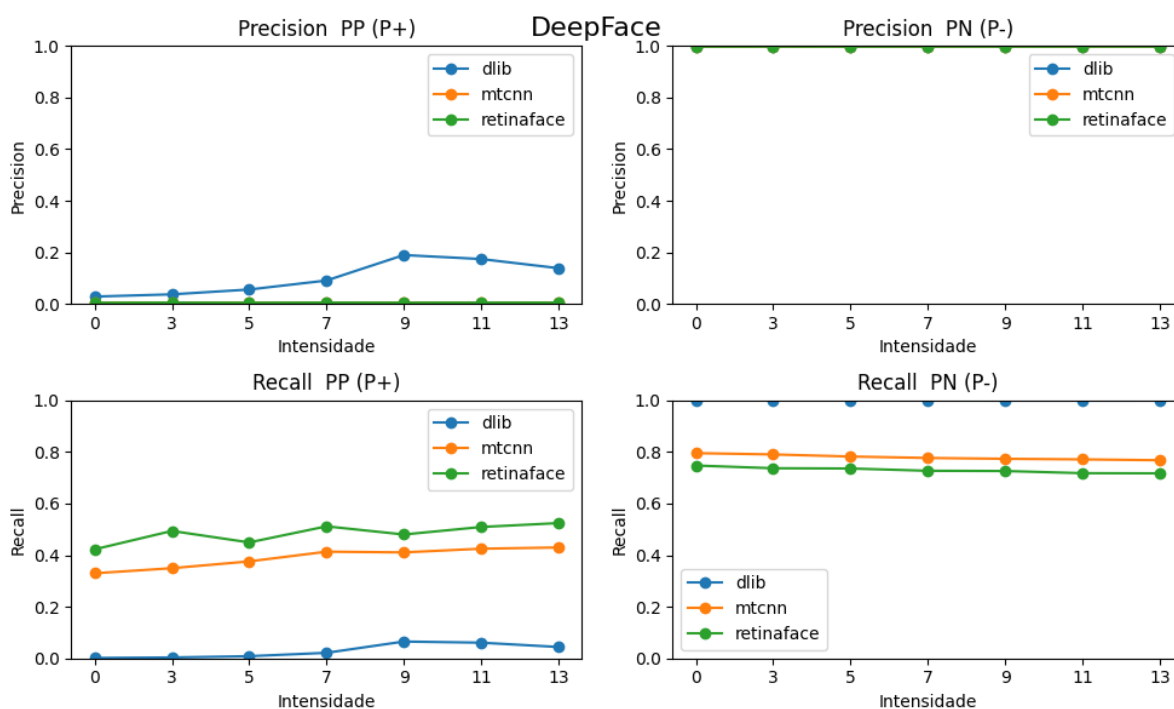 DeepFace
Precision  PP (P+)
1.0
0.8
0.6
0.4
0.2
0.0
Precision
dlib
mtcnn
retinaface
0 3 5 7 9 11 13
Intensidade
Precision  PN (P-)
1.0
0.8
0.6
0.4
0.2
0.0
Precision
dlib
mtcnn
retinaface
0 3 5 7 9 11 13
Intensidade
Recall  PP (P+)
1.0
0.8
0.6
0.4
0.2
0.0
Recall
dlib
mtcnn
retinaface
0 3 5 7 9 11 13
Intensidade
Recall  PN (P-)
1.0
0.8
0.6
0.4
0.2
0.0
Recall
dlib
mtcnn
retinaface
0 3 5 7 9 11 13
Intensidade